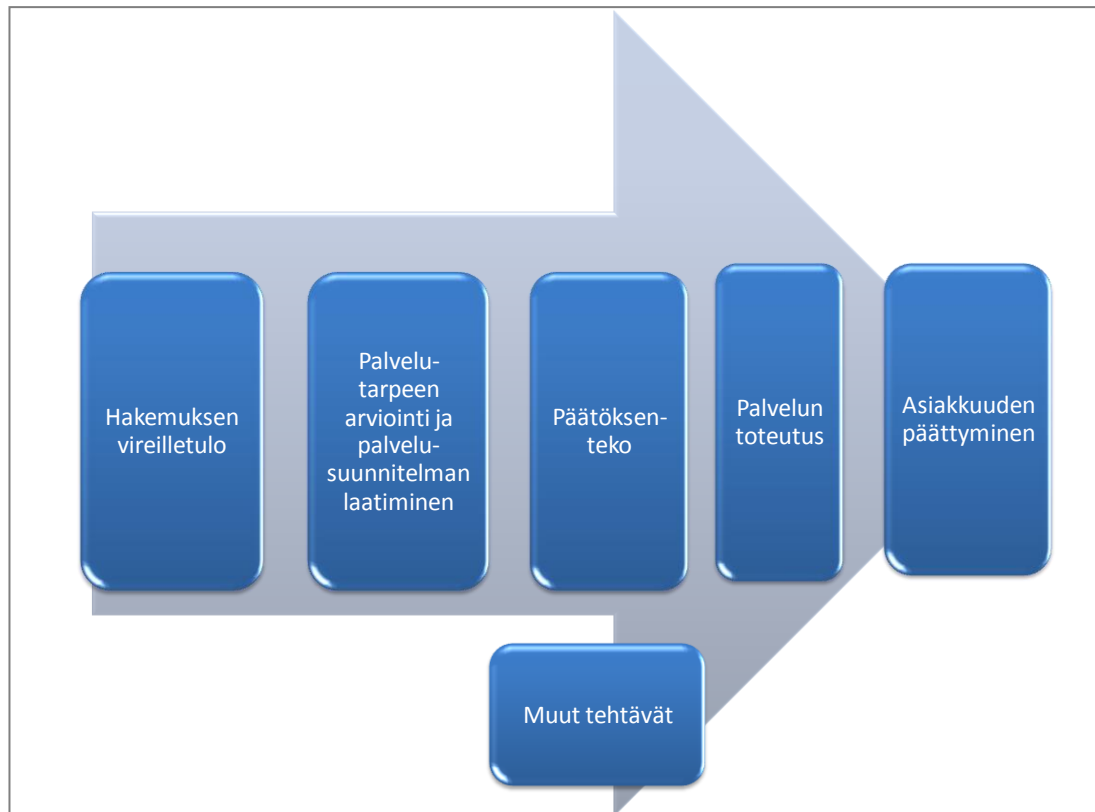 Hakemuksen
vireilletulo
Palvelu-
tarpeen
arviointi ja
palvelu-
suunnitelman
laatiminen
Päätöksen-
teko
Palvelun
toteutus
Asiakkuuden
päättyminen
Muut tehtävät